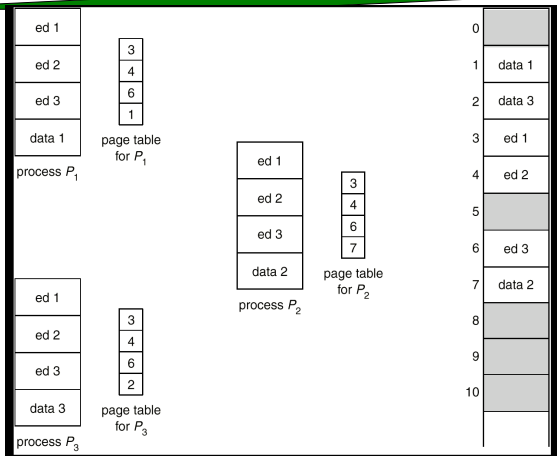 ed 1
ed 2
ed 3
data 1
process P1
3
4
6
1
page table
for P1
ed 1
ed 2
ed 3
data 2
process P2
3
4
6
7
page table
for P2
ed 1
ed 2
ed 3
data 3
process P3
3
4
6
2
page table
for P3
0
1 data 1
2 data 3
3 ed 1
4 ed 2
5
6 ed 3
7 data 2
8
9
10